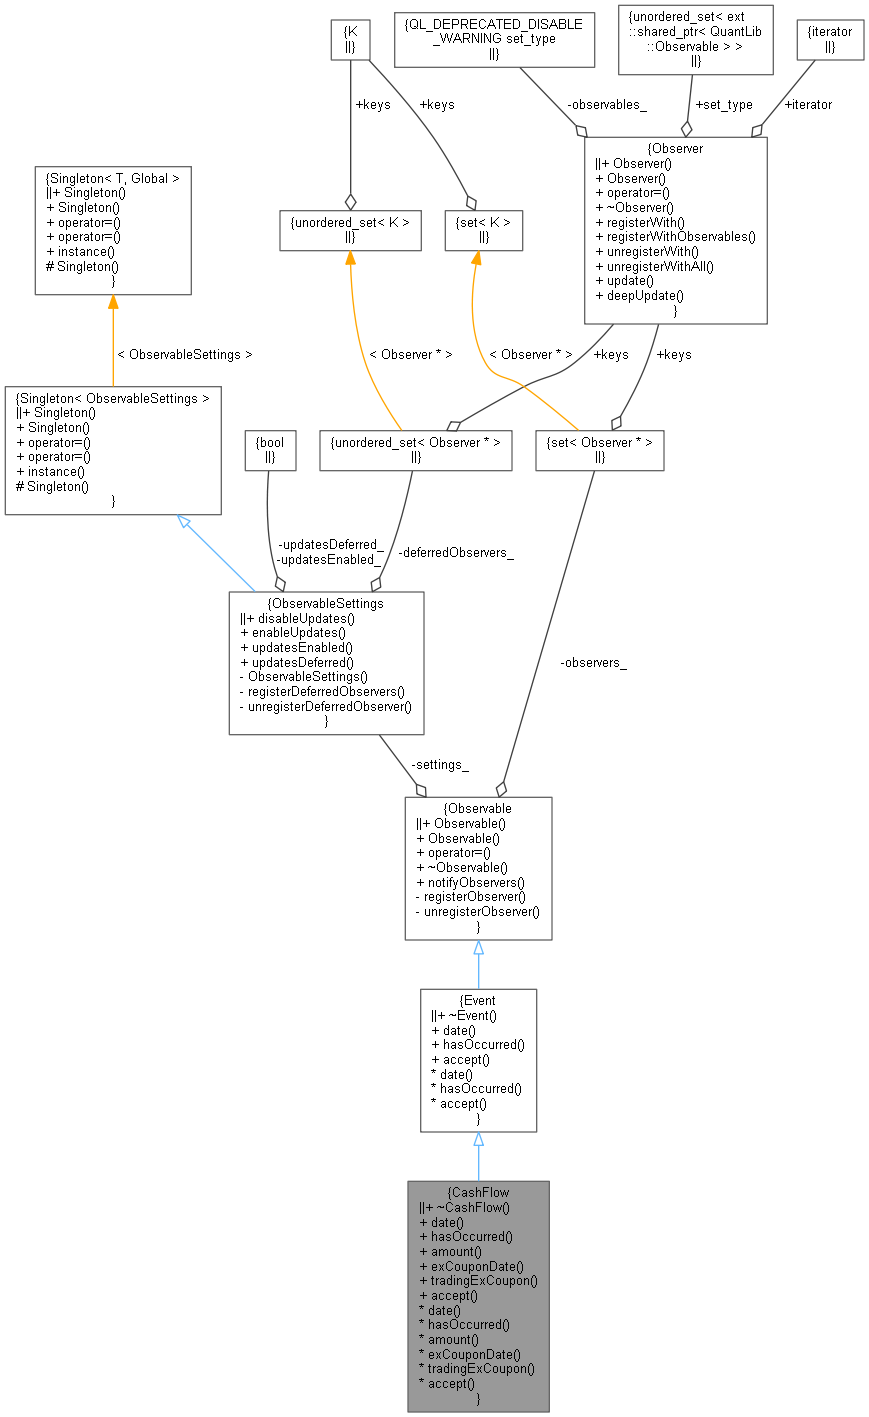 {K
||}
{QL_DEPRECATED_DISABLE
_WARNING set_type
||}
{unordered_set< ext
::shared_ptr< QuantLib
::Observable > >
||}
{iterator
||}
+keys
+keys
-observables_
+set_type
+iterator
{Singleton< T, Global >
||+ Singleton()
+ Singleton()
+ operator=()
+ operator=()
+ instance()
# Singleton()
}
{unordered_set< K >
||}
{set< K >
||}
{Observer
||+ Observer()
+ Observer()
+ operator=()
+ ~Observer()
+ registerWith()
+ registerWithObservables()
+ unregisterWith()
+ unregisterWithAll()
+ update()
+ deepUpdate()
}
< ObservableSettings >
< Observer * >
< Observer * >
+keys
+keys
{Singleton< ObservableSettings >
||+ Singleton()
+ Singleton()
+ operator=()
+ operator=()
+ instance()
# Singleton()
}
{bool
||}
{unordered_set< Observer * >
||}
{set< Observer * >
||}
-updatesDeferred_
-updatesEnabled_
-deferredObservers_
{ObservableSettings
||+ disableUpdates()
+ enableUpdates()
+ updatesEnabled()
+ updatesDeferred()
- ObservableSettings()
- registerDeferredObservers()
- unregisterDeferredObserver()
}
-observers_
-settings_
{Observable
||+ Observable()
+ Observable()
+ operator=()
+ ~Observable()
+ notifyObservers()
- registerObserver()
- unregisterObserver()
}
{Event
||+ ~Event()
+ date()
+ hasOccurred()
+ accept()
* date()
* hasOccurred()
* accept()
}
{CashFlow
||+ ~CashFlow()
+ date()
+ hasOccurred()
+ amount()
+ exCouponDate()
+ tradingExCoupon()
+ accept()
* date()
* hasOccurred()
* amount()
* exCouponDate()
* tradingExCoupon()
* accept()
}